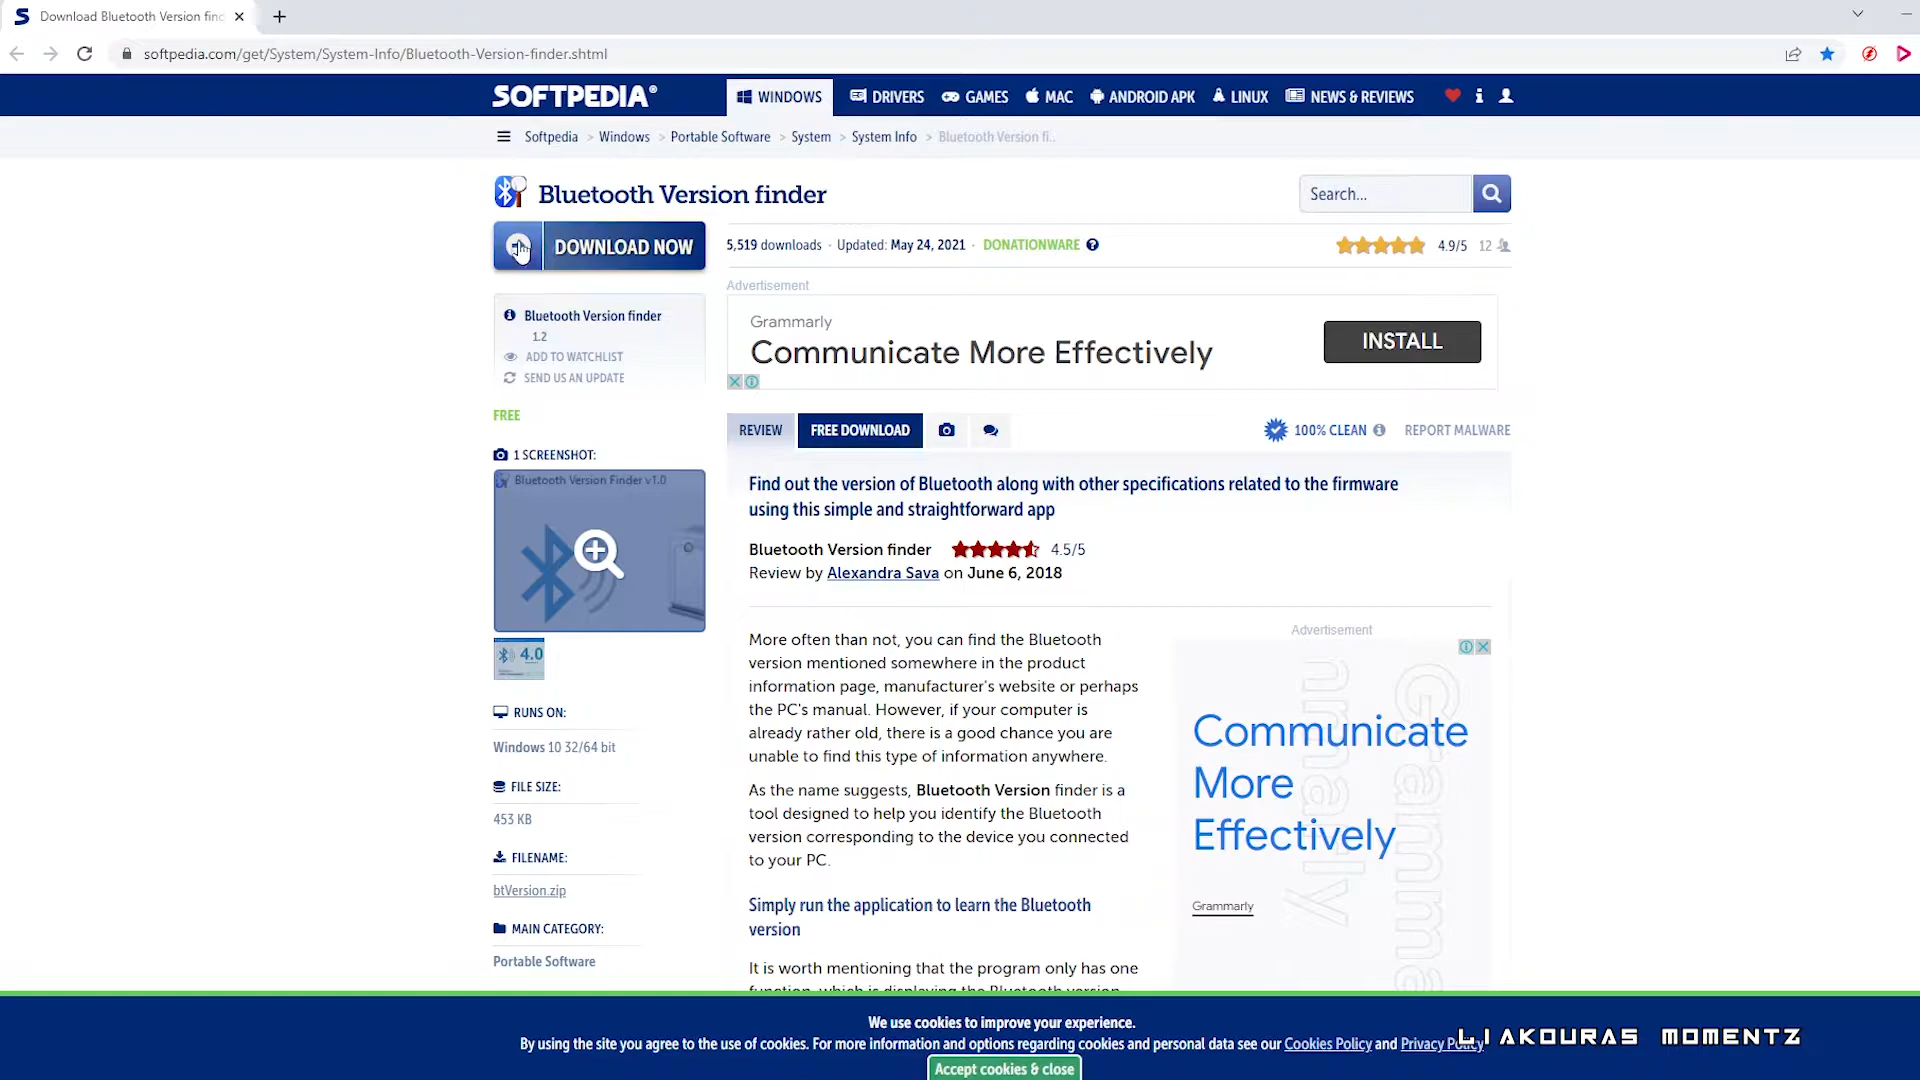 Download Bluetooth Version find
softpedia.com/get/System/System-Info/Bluetooth-Version-finder.shtml
SOFTPEDIA®
WINDOWS
DRIVERS
GAMES
MAC
ANDROID APK
LINUX
NEWS & REVIEWS
Softpedia > Windows > Portable Software > System > System Info > Bluetooth Version fi..
Bluetooth Version finder
Search...
DOWNLOAD NOW
5,519 downloads · Updated: May 24, 2021 · DONATIONWARE
4.9/5 12
Advertisement
Grammarly
Communicate More Effectively
INSTALL
Bluetooth Version finder
1.2
ADD TO WATCHLIST
SEND US AN UPDATE
FREE
1 SCREENSHOT:
Bluetooth Version Finder v1.0
4.0
RUNS ON:
Windows 10 32/64 bit
FILE SIZE:
453 KB
FILENAME:
btVersion.zip
MAIN CATEGORY:
Portable Software
REVIEW
FREE DOWNLOAD
100% CLEAN
REPORT MALWARE
Find out the version of Bluetooth along with other specifications related to the firmware
using this simple and straightforward app
Bluetooth Version finder 4.5/5
Review by Alexandra Sava on June 6, 2018
More often than not, you can find the Bluetooth
version mentioned somewhere in the product
information page, manufacturer's website or perhaps
the PC's manual. However, if your computer is
already rather old, there is a good chance you are
unable to find this type of information anywhere.
As the name suggests, Bluetooth Version finder is a
tool designed to help you identify the Bluetooth
version corresponding to the device you connected
to your PC.
Simply run the application to learn the Bluetooth
version
It is worth mentioning that the program only has one
function, which is displaying the Bluetooth version
Advertisement
Communicate
More
Effectively
Grammarly
We use cookies to improve your experience.
By using the site you agree to the use of cookies. For more information and options regarding cookies and personal data see our Cookies Policy and Privacy Policy
Accept cookies & close
LIAKOURAS MOMENTZ